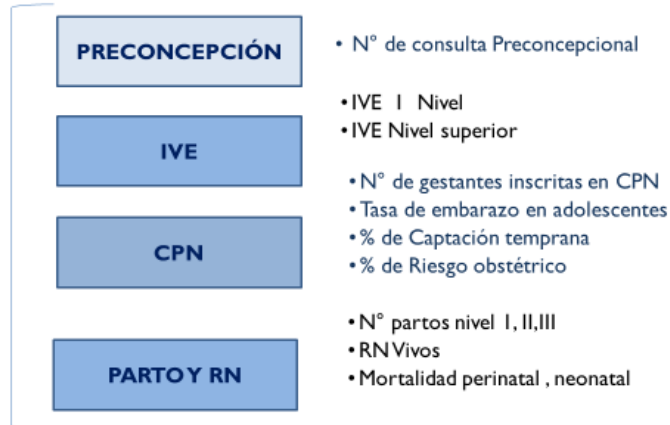 PRECONCEPCIÓN
• N° de consulta Preconcepcional
IVE
• IVE I Nivel
• IVE Nivel superior
CPN
• N° de gestantes inscritas en CPN
• Tasa de embarazo en adolescentes
• % de Captación temprana
• % de Riesgo obstétrico
PARTO Y RN
• N° partos nivel I, II,III
• RN Vivos
• Mortalidad perinatal , neonatal